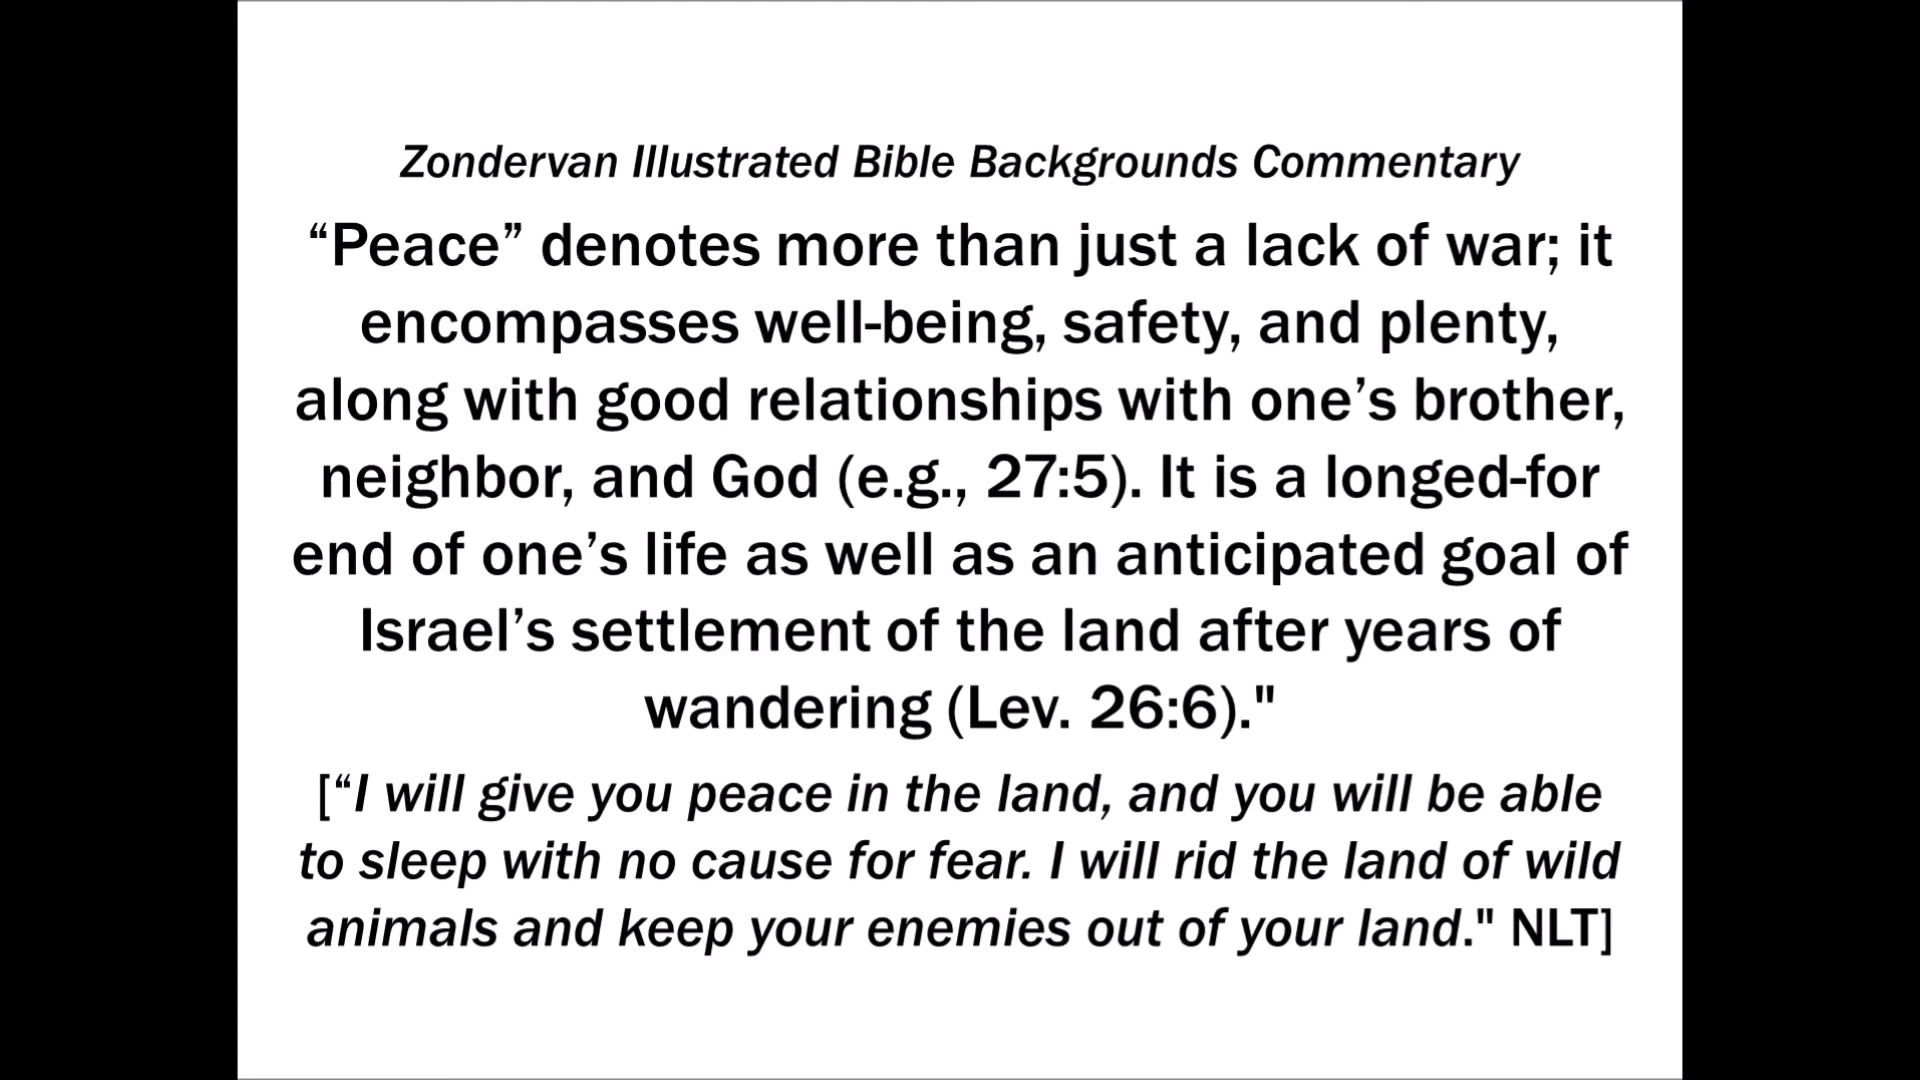 Zondervan Illustrated Bible Backgrounds Commentary
“Peace” denotes more than just a lack of war; it
encompasses well-being, safety, and plenty,
along with good relationships with one’s brother,
neighbor, and God (e.g., 27:5). It is a longed-for
end of one’s life as well as an anticipated goal of
Israel’s settlement of the land after years of
wandering (Lev. 26:6)."
[“I will give you peace in the land, and you will be able
to sleep with no cause for fear. I will rid the land of wild
animals and keep your enemies out of your land." NLT]